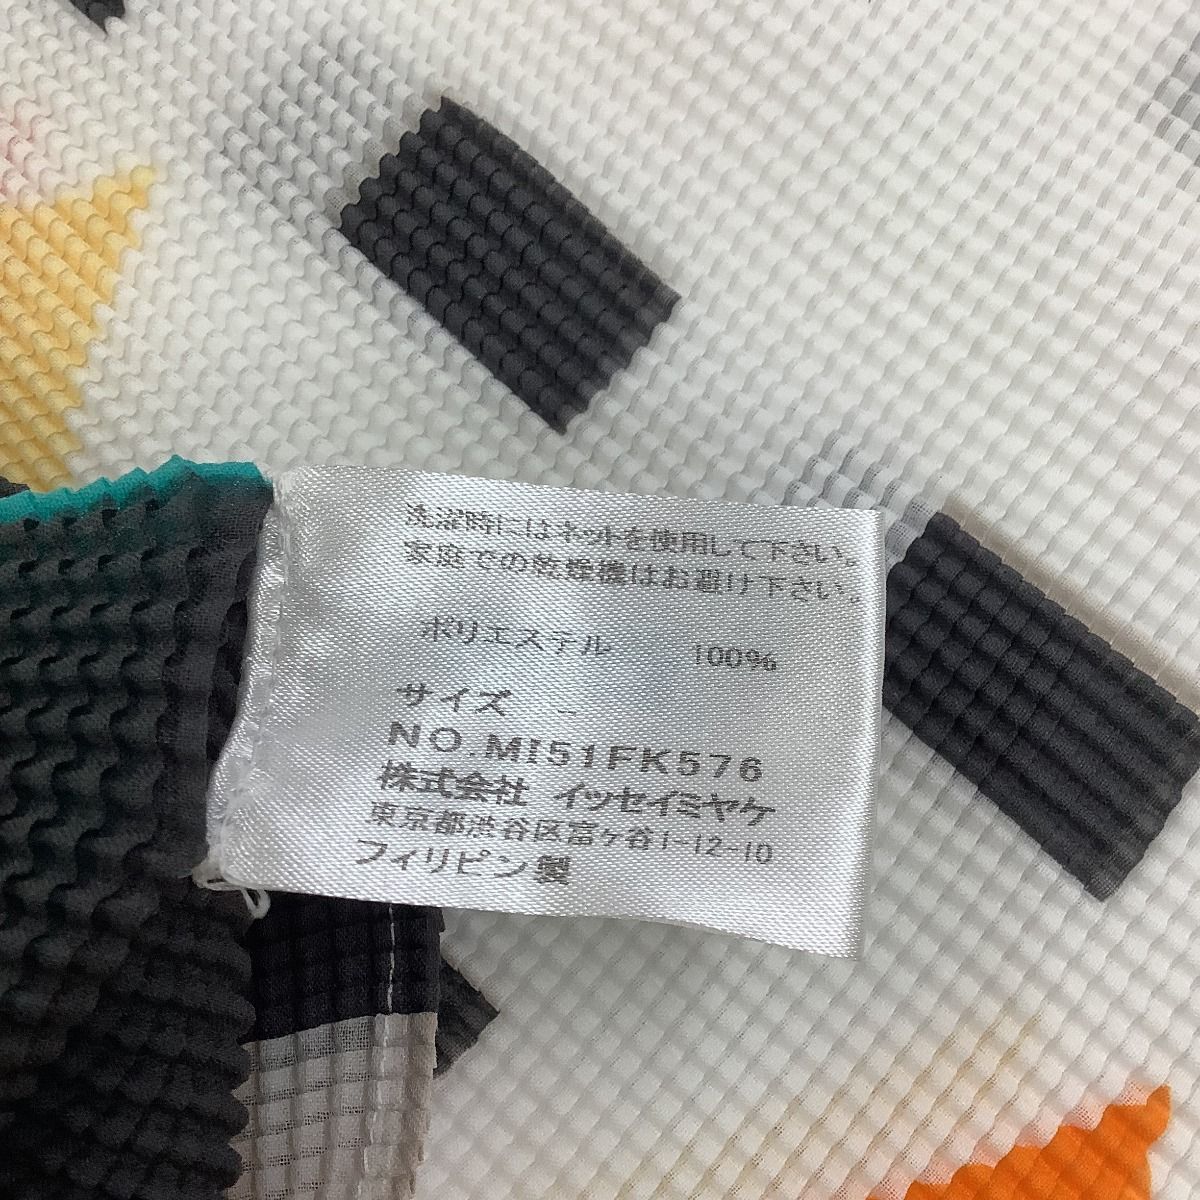 洗濯時にはネットを使用して下さい。
家庭での乾燥機はお避け下さい。
ポリエステル 100%
サイズ --
NO.MI51FK576
株式会社 イッセイミヤケ
東京都渋谷区富ヶ谷1-12-10
フィリピン製